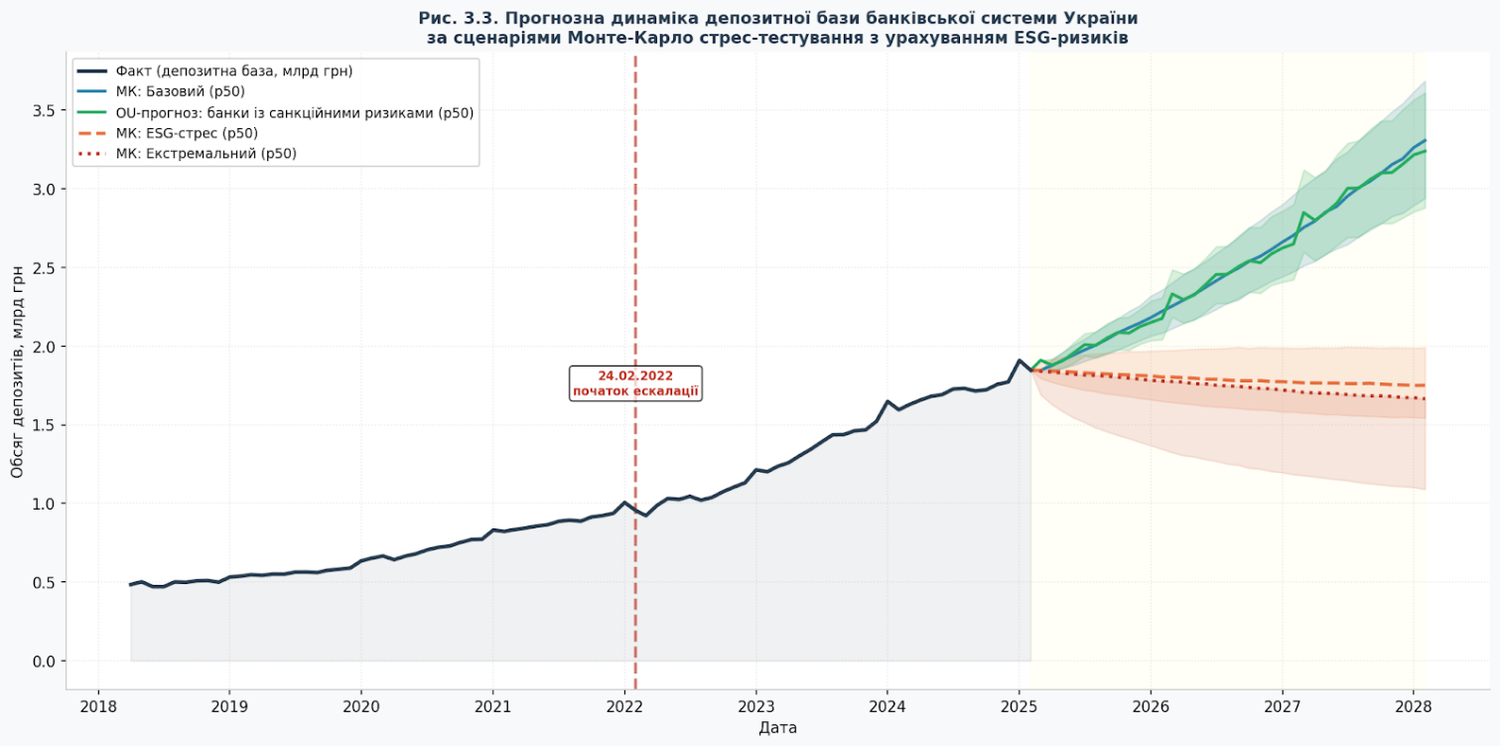 Рис. 3.3. Прогнозна динаміка депозитної бази банківської системи України
за сценаріями Монте-Карло стрес-тестування з урахуванням ESG-ризиків
Факт (депозитна база, млрд грн)
МК: Базовий (p50)
OU-прогноз: банки із санкційними ризиками (p50)
МК: ESG-стрес (p50)
МК: Екстремальний (p50)
Обсяг депозитів, млрд грн
3.5
3.0
2.5
2.0
1.5
1.0
0.5
0.0
24.02.2022
початок ескалації
2018
2019
2020
2021
2022
2023
2024
2025
2026
2027
2028
Дата